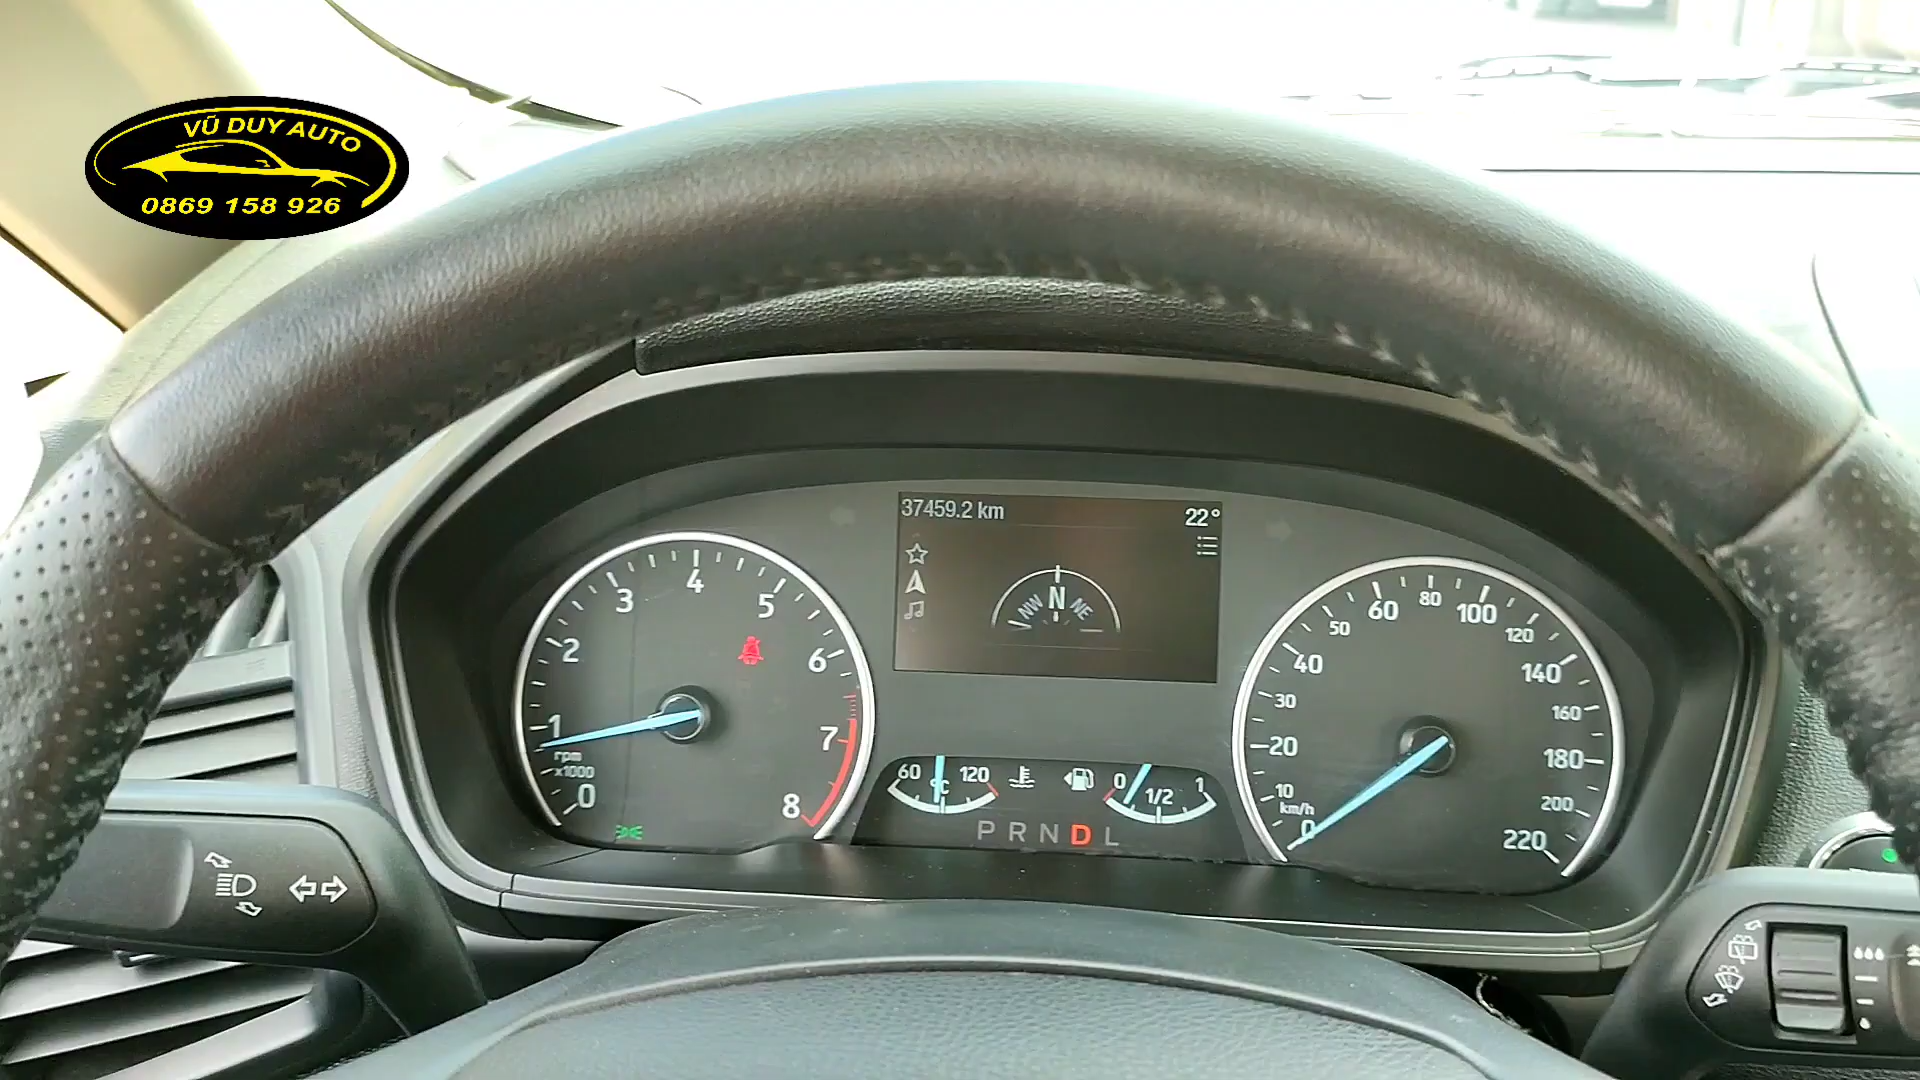 VŨ DUY AUTO
0869 158 926
37459.2 km
22°
NW N NE
0 1 2 3 4 5 6 7 8
rpm
x1000
60 °C 120
0 1/2 1
P R N D L
0 10 20 30 40 50 60 80 100 120 140 160 180 200 220
km/h